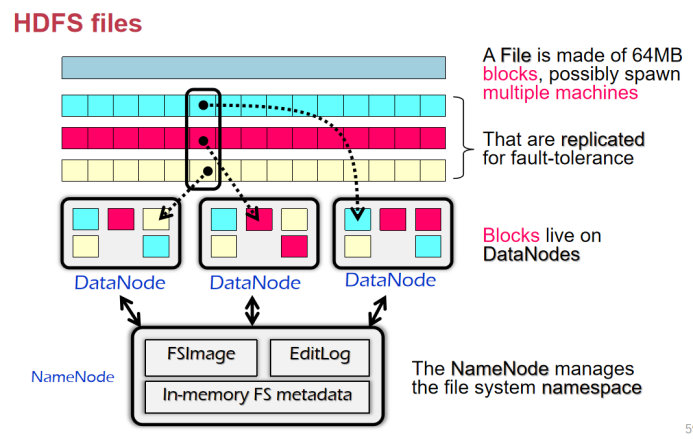 HDFS files
A File is made of 64MB
blocks, possibly spawn
multiple machines
That are replicated
for fault-tolerance
Blocks live on
DataNodes
DataNode
DataNode
DataNode
FSImage
EditLog
NameNode
In-memory FS metadata
The NameNode manages
the file system namespace
5